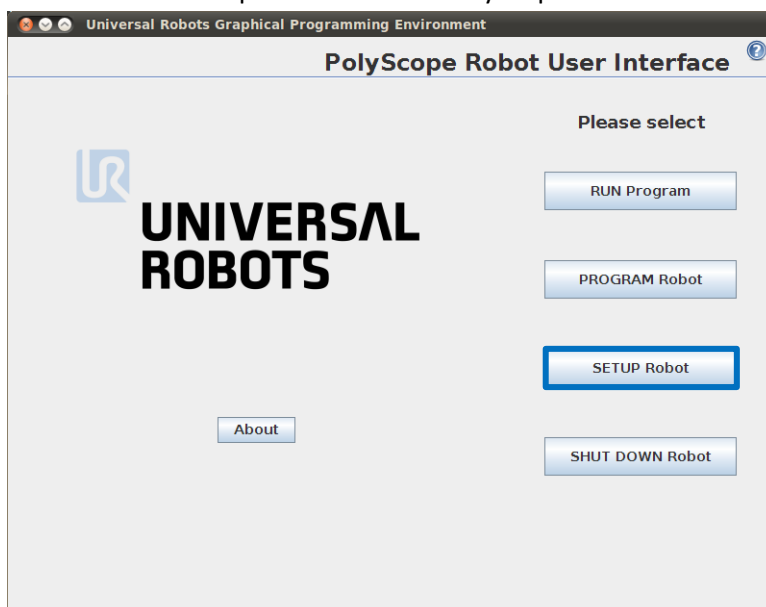 Universal Robots Graphical Programming Environment
PolyScope Robot User Interface
?
Please select
UR
UNIVERSAL
ROBOTS
RUN Program
PROGRAM Robot
SETUP Robot
About
SHUT DOWN Robot